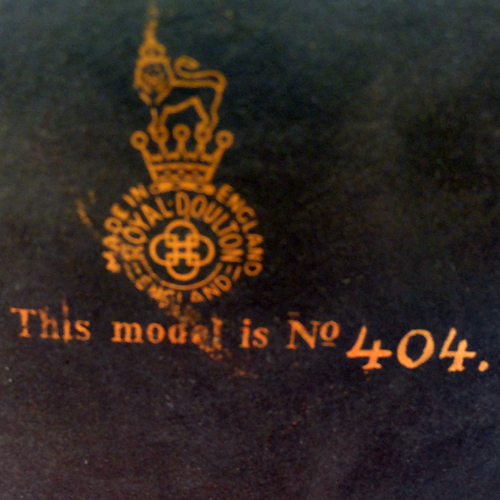 MADE IN ENGLAND
ROYAL·DOULTON
ENGLAND
This model is Nº 404.